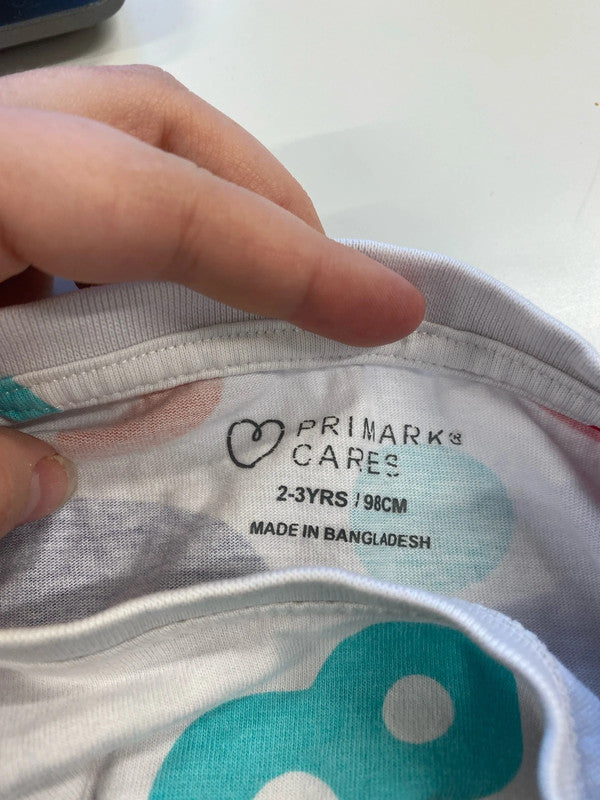 PRIMARK®
CARES
2-3YRS / 98CM
MADE IN BANGLADESH